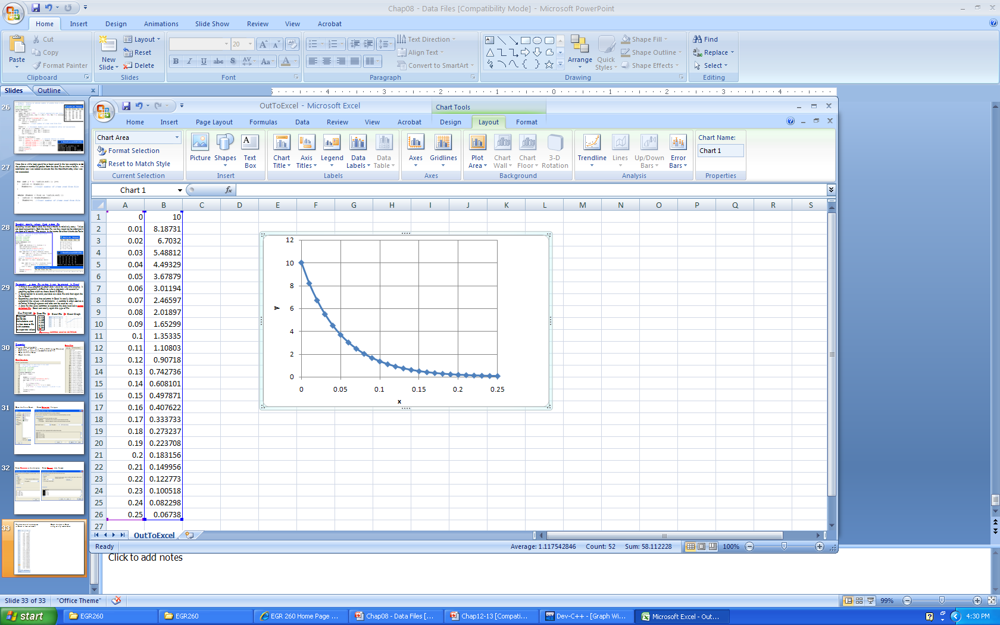 Chap08 - Data Files [Compatibility Mode] - Microsoft PowerPoint
Home Insert Design Animations Slide Show Review View Acrobat
Paste
Cut
Copy
Format Painter
Clipboard
New Slide
Layout
Reset
Delete
Slides
20
B I U abc S AV Aa A
Font
Text Direction
Align Text
Convert to SmartArt
Paragraph
Arrange
Quick Styles
Shape Fill
Shape Outline
Shape Effects
Drawing
Find
Replace
Select
Editing
Slides Outline
5 4 3 2 1 0 1 2 3 4
26
27
28
29
30
31
32
33
OutToExcel - Microsoft Excel
Chart Tools
Home Insert Page Layout Formulas Data Review View Acrobat Design Layout Format
Chart Area
Format Selection
Reset to Match Style
Current Selection
Picture Shapes Text Box
Insert
Chart Title Axis Titles Legend Data Labels Data Table
Labels
Axes Gridlines
Axes
Plot Area Chart Wall Chart Floor 3-D Rotation
Background
Trendline Lines Up/Down Bars Error Bars
Analysis
Chart Name:
Chart 1
Properties
Chart 1 fx
A B C D E F G H I J K L M N O P Q R S
1 0 10
2 0.01 8.18731
3 0.02 6.7032
4 0.03 5.48812
5 0.04 4.49329
6 0.05 3.67879
7 0.06 3.01194
8 0.07 2.46597
9 0.08 2.01897
10 0.09 1.65299
11 0.1 1.35335
12 0.11 1.10803
13 0.12 0.90718
14 0.13 0.742736
15 0.14 0.608101
16 0.15 0.497871
17 0.16 0.407622
18 0.17 0.333733
19 0.18 0.273237
20 0.19 0.223708
21 0.2 0.183156
22 0.21 0.149956
23 0.22 0.122773
24 0.23 0.100518
25 0.24 0.082298
26 0.25 0.06738
27
12
10
8
6
4
2
0
y
0 0.05 0.1 0.15 0.2 0.25
x
OutToExcel
Ready Average: 1.117542846 Count: 52 Sum: 58.112228 100%
Click to add notes
Slide 33 of 33 "Office Theme" 99%
start EGR260 EGR260 EGR 260 Home Page ... Chap08 - Data Files [... Chap12-13 [Compati... Dev-C++ - [Graph Wi... Microsoft Excel - Out... 4:30 PM